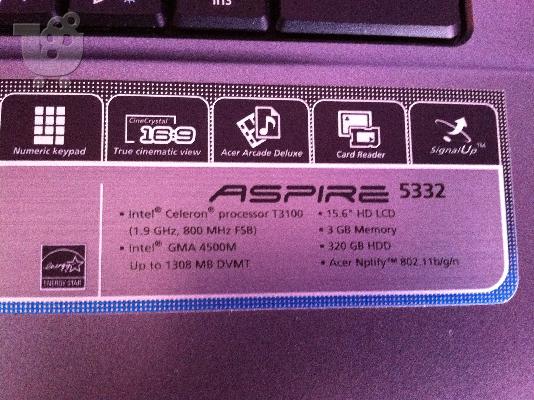 Ins
CineCrystal
16:9
Numeric keypad
True cinematic view
Acer Arcade Deluxe
Card Reader
SignalUp™
ASPIRE 5332
• Intel® Celeron® processor T3100
(1.9 GHz, 800 MHz FSB)
• Intel® GMA 4500M
Up to 1308 MB DVMT
• 15.6" HD LCD
• 3 GB Memory
• 320 GB HDD
• Acer Nplify™ 802.11b/g/n
energy
ENERGY STAR